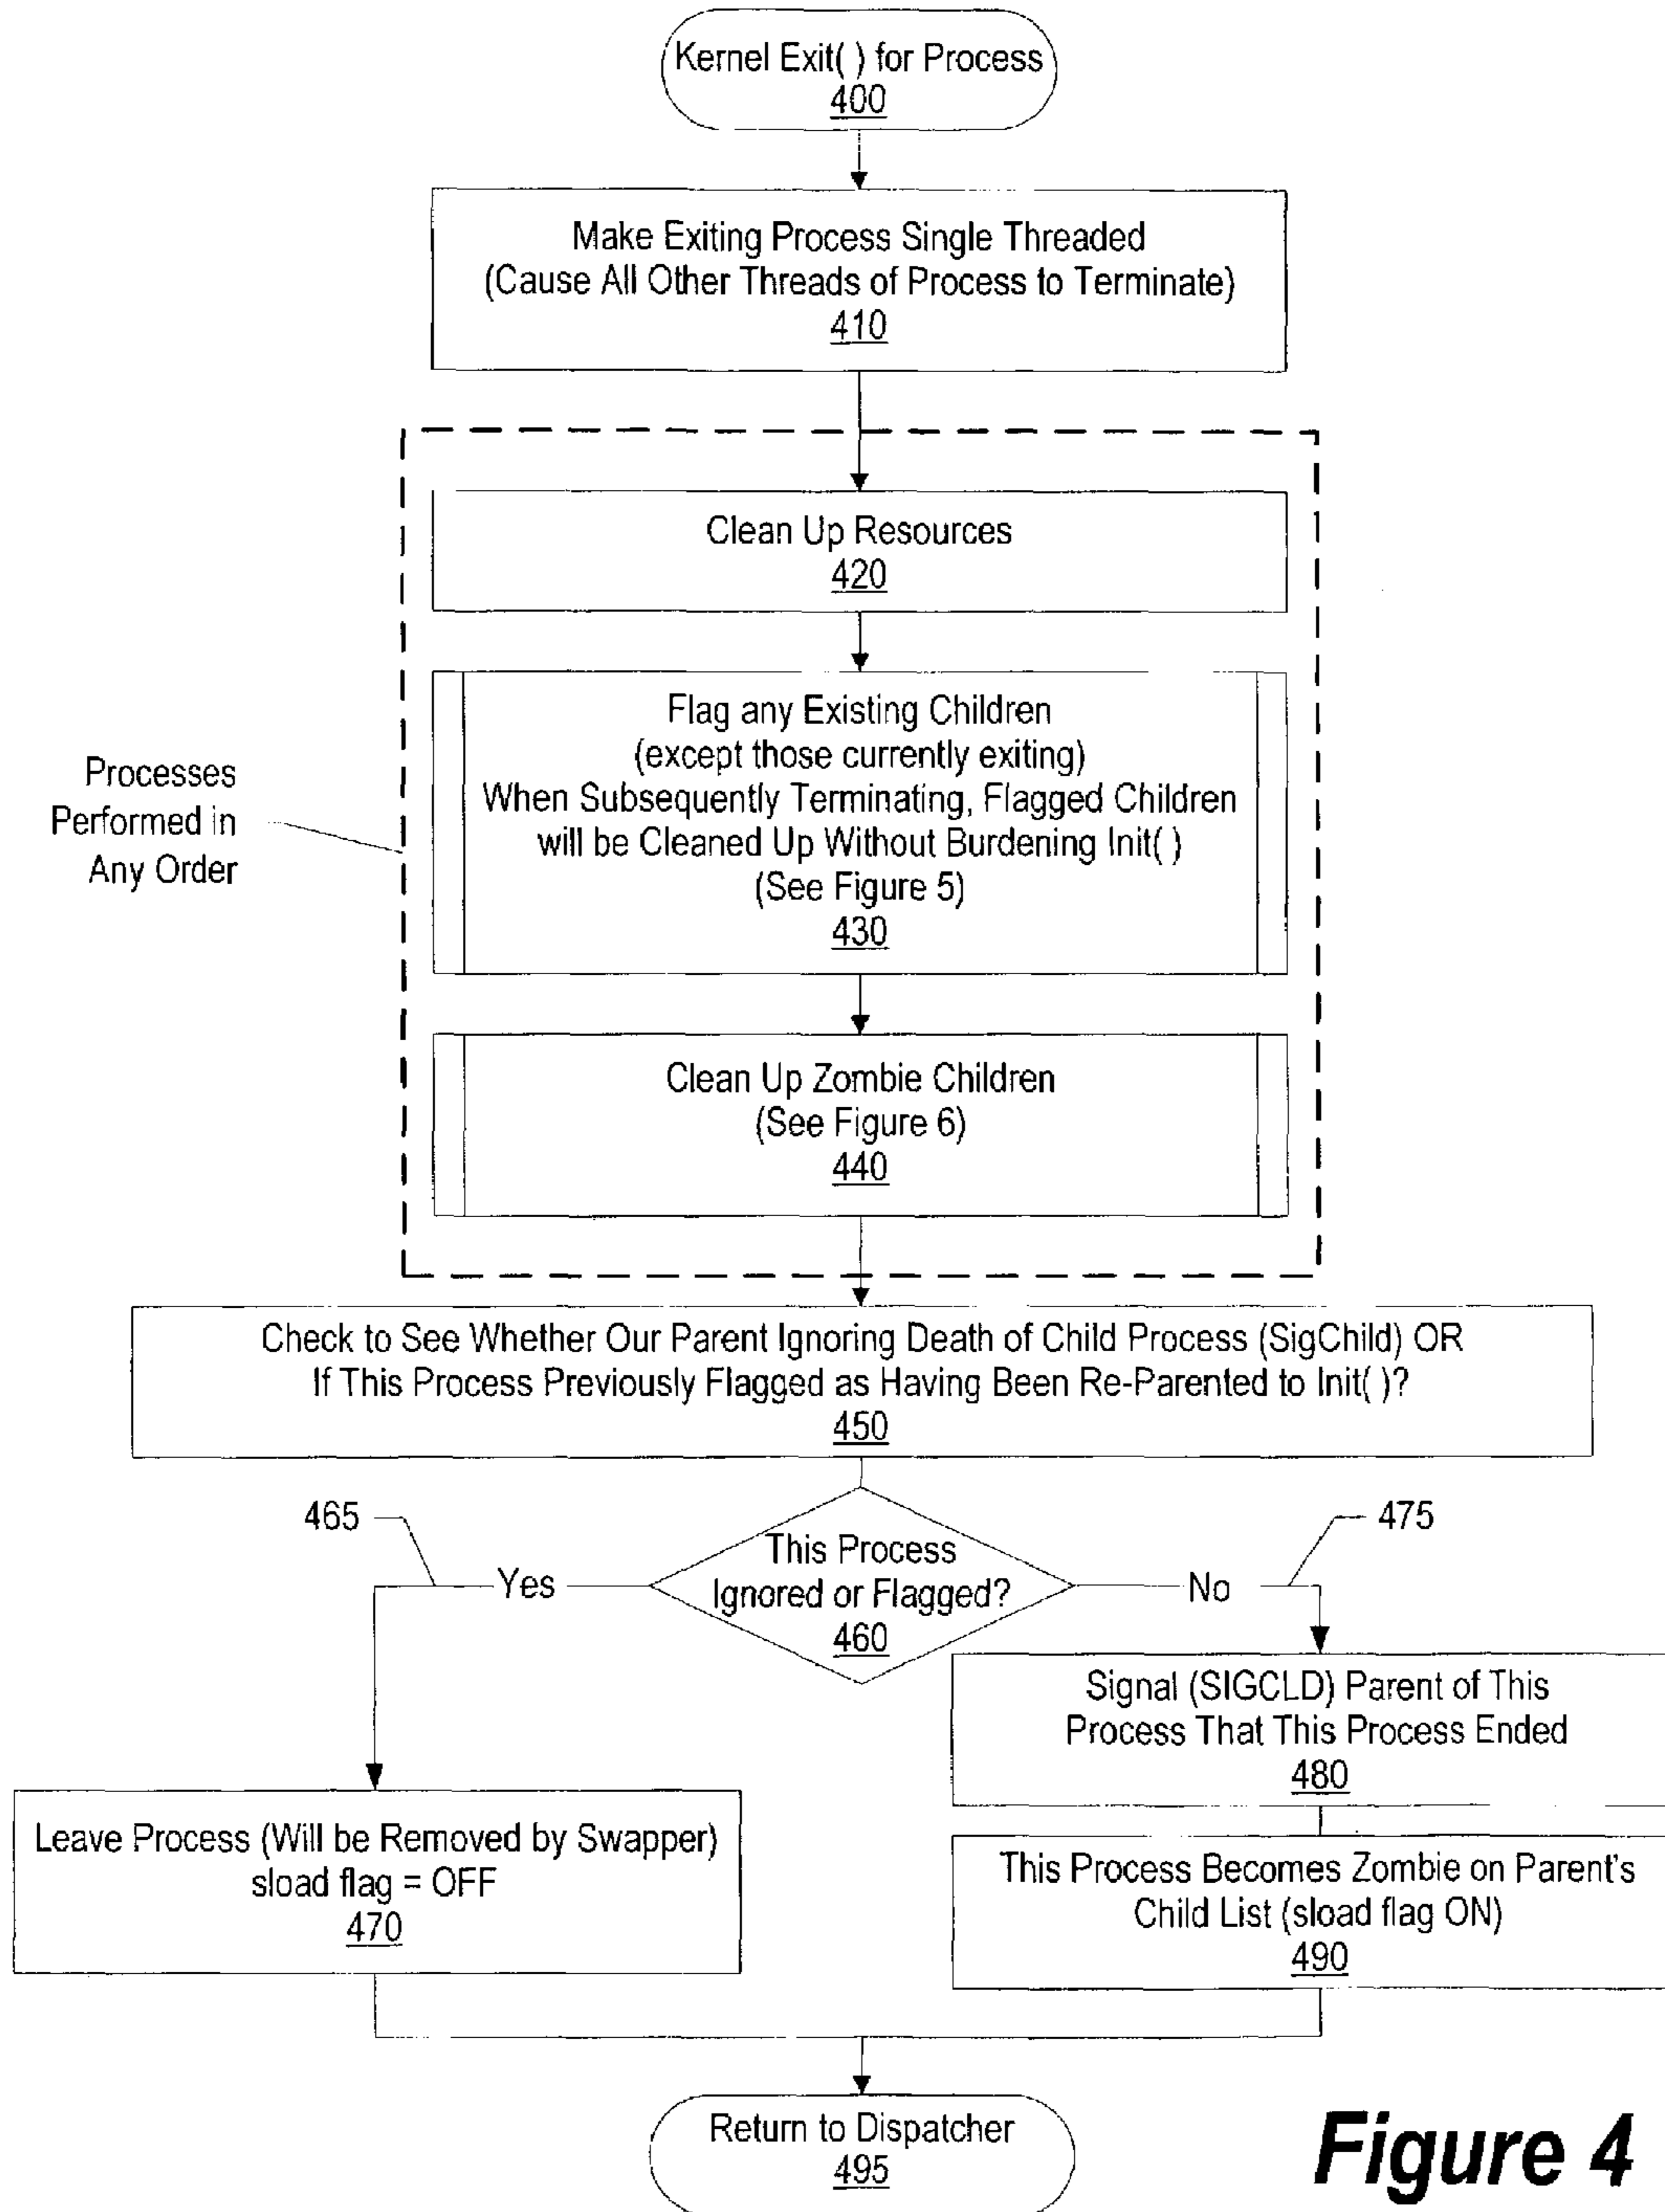 Kernel Exit( ) for Process
400
Make Exiting Process Single Threaded
(Cause All Other Threads of Process to Terminate)
410
Clean Up Resources
420
Flag any Existing Children
(except those currently exiting)
When Subsequently Terminating, Flagged Children
will be Cleaned Up Without Burdening Init( )
(See Figure 5)
430
Processes
Performed in
Any Order
Clean Up Zombie Children
(See Figure 6)
440
Check to See Whether Our Parent Ignoring Death of Child Process (SigChild) OR
If This Process Previously Flagged as Having Been Re-Parented to Init( )?
450
465
475
This Process
Ignored or Flagged?
460
Yes
No
Signal (SIGCLD) Parent of This
Process That This Process Ended
480
Leave Process (Will be Removed by Swapper)
sload flag = OFF
470
This Process Becomes Zombie on Parent's
Child List (sload flag ON)
490
Return to Dispatcher
495
Figure 4